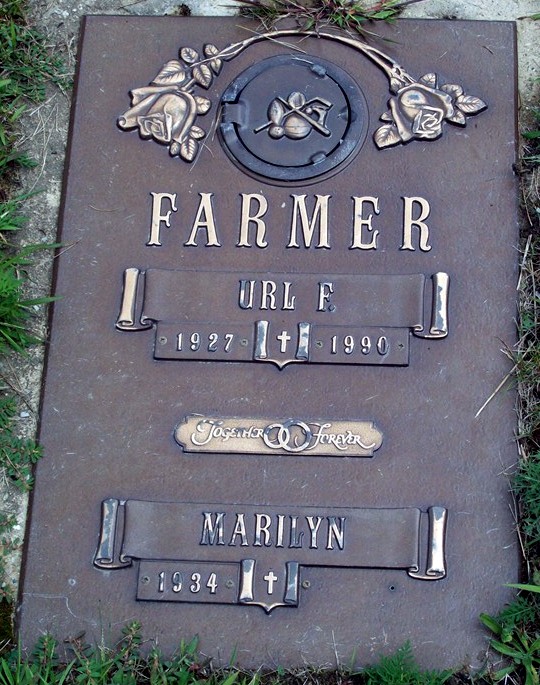 FARMER
URL F.
1927 1990
Together Forever
MARILYN
1934